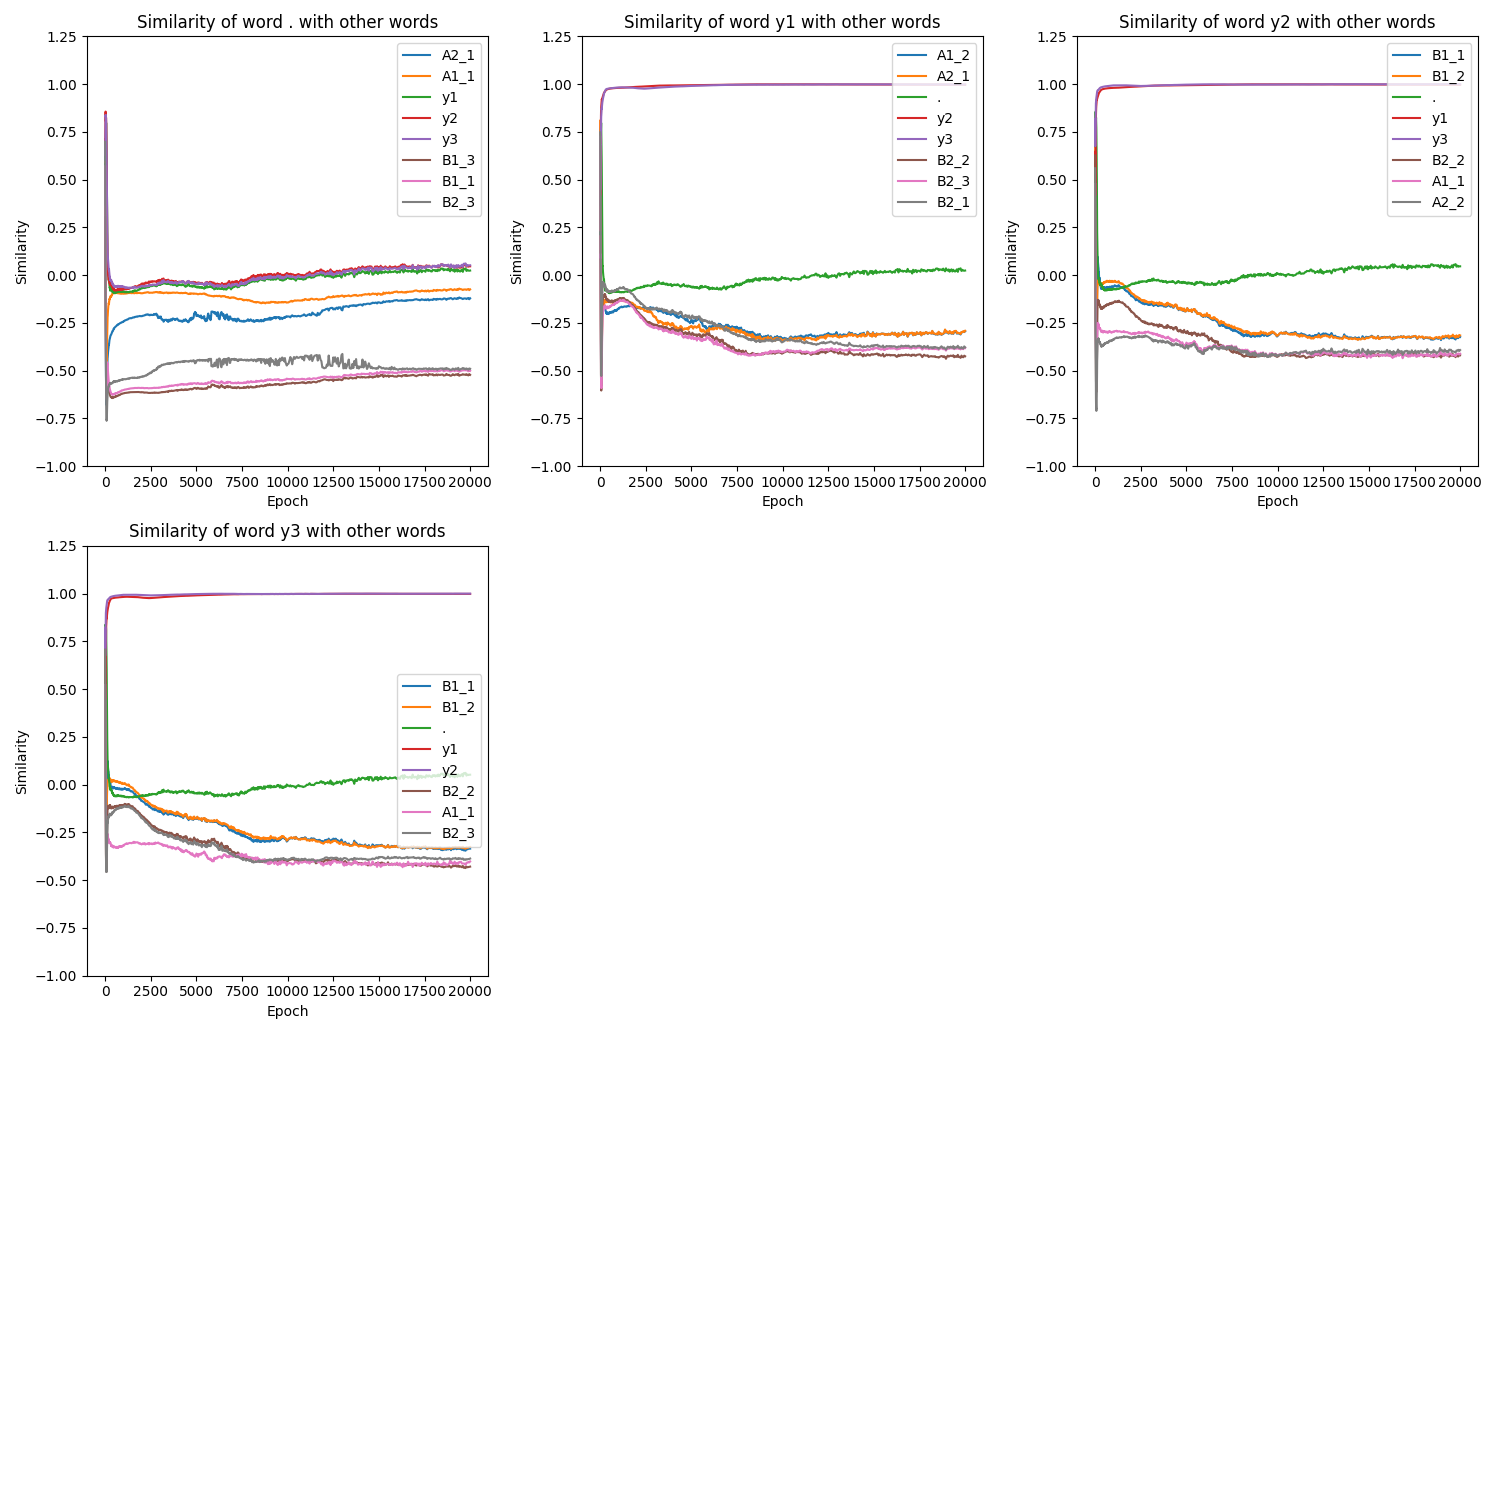 Similarity of word . with other words
1.25
1.00
0.75
0.50
0.25
0.00
−0.25
−0.50
−0.75
−1.00
Similarity
0 2500 5000 7500 10000 12500 15000 17500 20000
Epoch
A2_1
A1_1
y1
y2
y3
B1_3
B1_1
B2_3
Similarity of word y1 with other words
1.25
1.00
0.75
0.50
0.25
0.00
−0.25
−0.50
−0.75
−1.00
Similarity
0 2500 5000 7500 10000 12500 15000 17500 20000
Epoch
A1_2
A2_1
.
y2
y3
B2_2
B2_3
B2_1
Similarity of word y2 with other words
1.25
1.00
0.75
0.50
0.25
0.00
−0.25
−0.50
−0.75
−1.00
Similarity
0 2500 5000 7500 10000 12500 15000 17500 20000
Epoch
B1_1
B1_2
.
y1
y3
B2_2
A1_1
A2_2
Similarity of word y3 with other words
1.25
1.00
0.75
0.50
0.25
0.00
−0.25
−0.50
−0.75
−1.00
Similarity
0 2500 5000 7500 10000 12500 15000 17500 20000
Epoch
B1_1
B1_2
.
y1
y2
B2_2
A1_1
B2_3